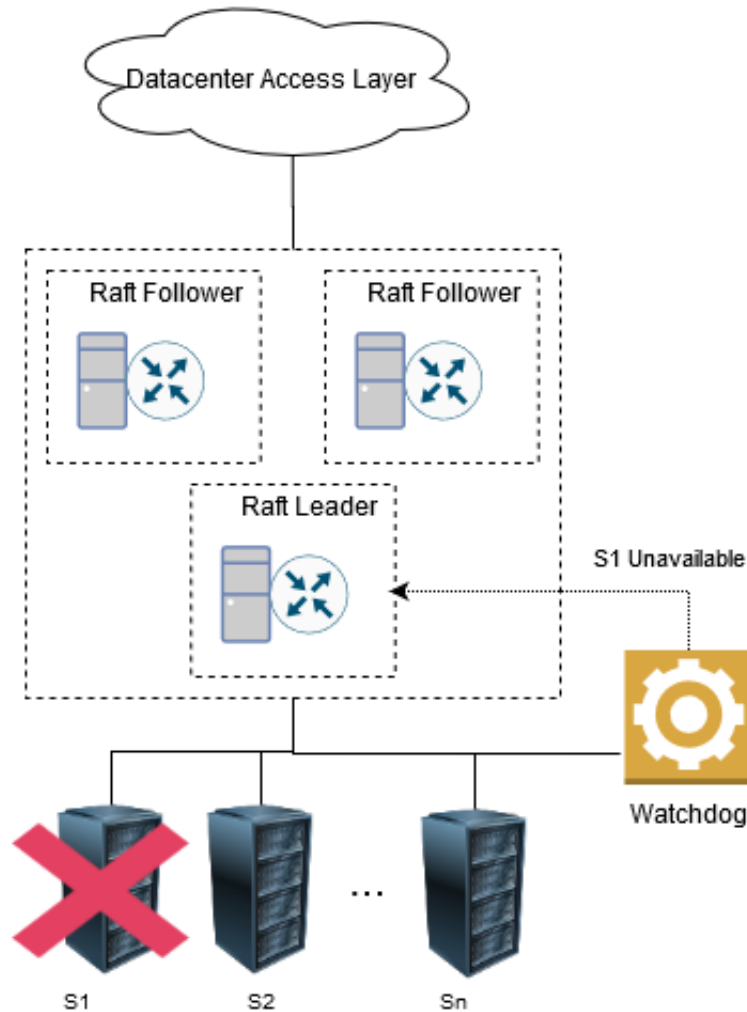 Datacenter Access Layer
Raft Follower
Raft Follower
Raft Leader
S1 Unavailable
Watchdog
...
S1
S2
Sn